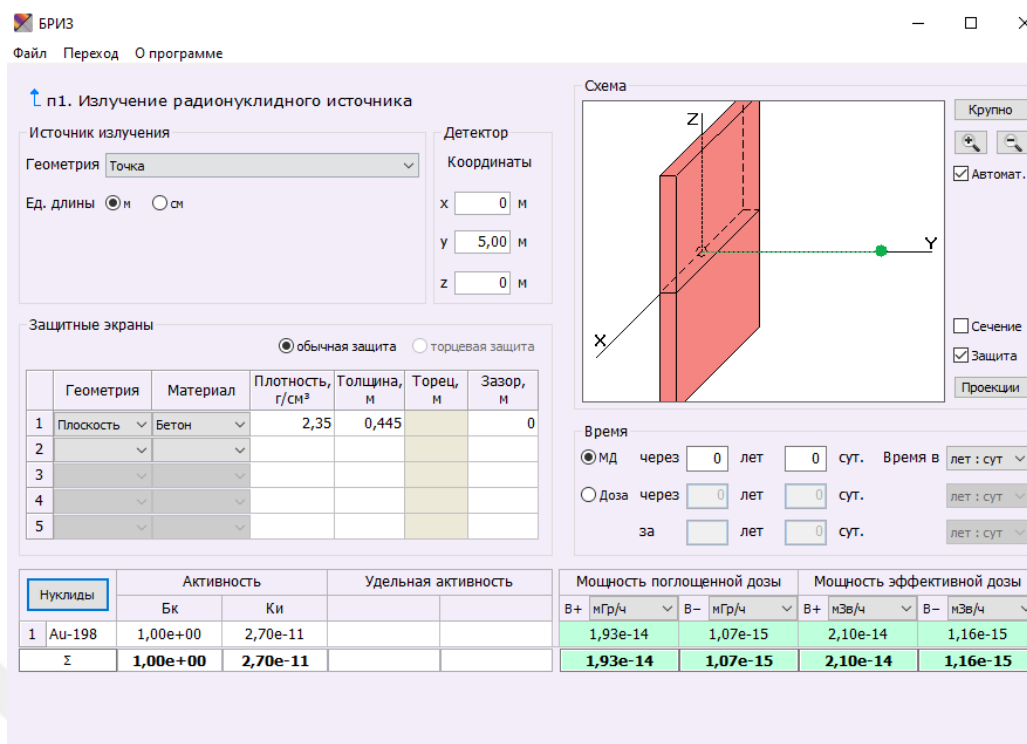 БРИЗ
Файл Переход О программе
п1. Излучение радионуклидного источника
Источник излучения
Геометрия Точка
Ед. длины м см
Детектор
Координаты
x 0 м
y 5,00 м
z 0 м
Схема
Z
Y
X
Крупно
Автомат.
Сечение
Защита
Проекции
Защитные экраны
обычная защита торцевая защита
Геометрия Материал Плотность, г/см³ Толщина, м Торец, м Зазор, м
1 Плоскость Бетон 2,35 0,445 0
2
3
4
5
Время
МД через 0 лет 0 сут. Время в лет : сут
Доза через 0 лет 0 сут. лет : сут
за лет 0 сут. лет : сут
Нуклиды Активность Удельная активность Мощность поглощенной дозы Мощность эффективной дозы
Бк Ки B+ мГр/ч B− мГр/ч B+ мЗв/ч B− мЗв/ч
1 Au-198 1,00e+00 2,70e-11 1,93e-14 1,07e-15 2,10e-14 1,16e-15
Σ 1,00e+00 2,70e-11 1,93e-14 1,07e-15 2,10e-14 1,16e-15